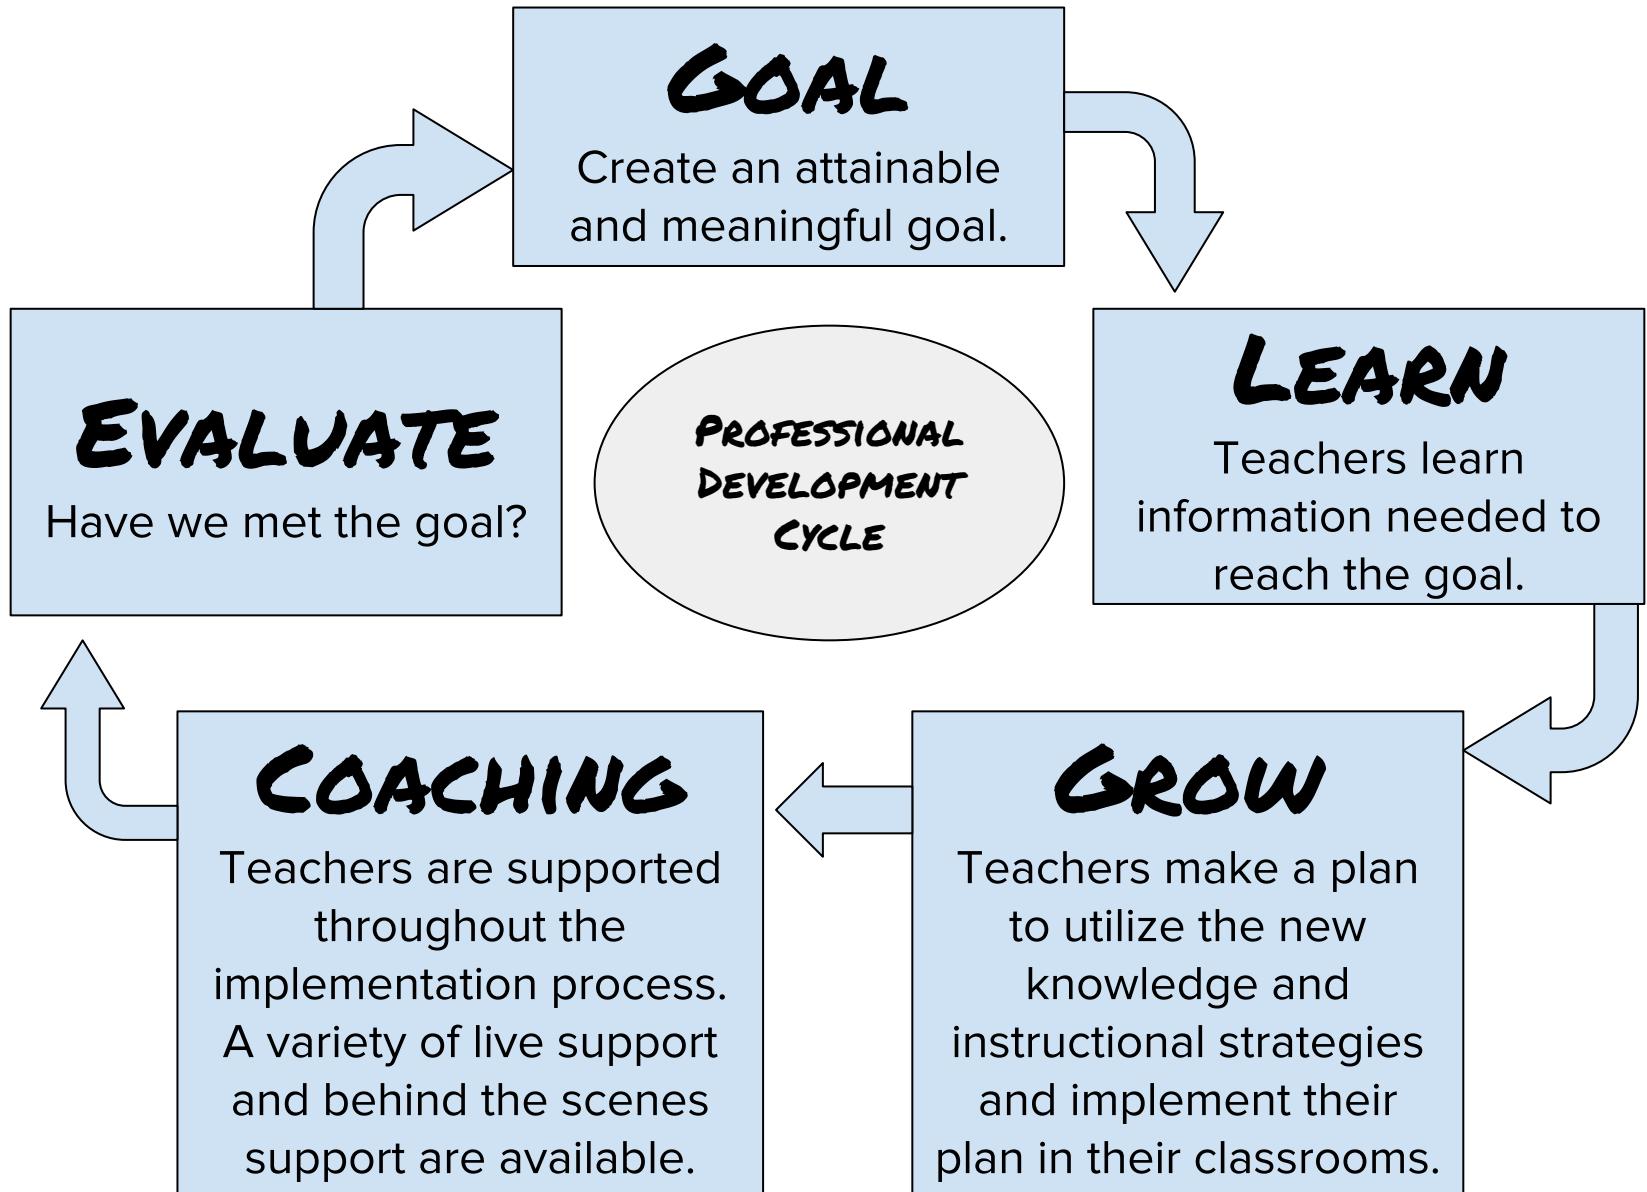 GOAL
Create an attainable
and meaningful goal.
LEARN
Teachers learn
information needed to
reach the goal.
GROW
Teachers make a plan
to utilize the new
knowledge and
instructional strategies
and implement their
plan in their classrooms.
COACHING
Teachers are supported
throughout the
implementation process.
A variety of live support
and behind the scenes
support are available.
EVALUATE
Have we met the goal?
PROFESSIONAL
DEVELOPMENT
CYCLE